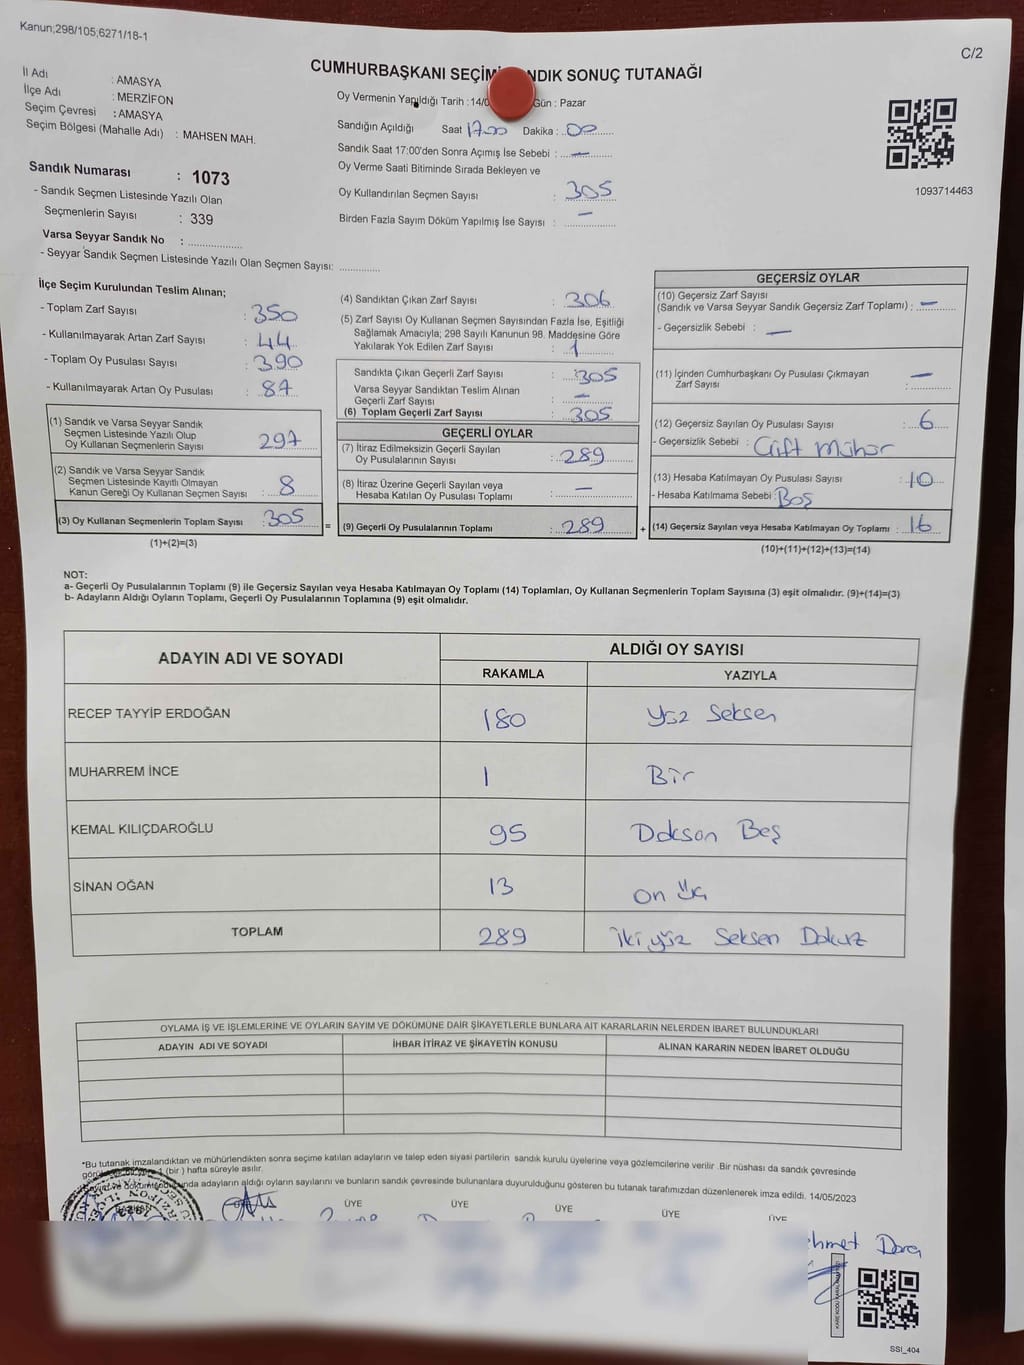 Kanun;298/105;6271/18-1
C/2
CUMHURBAŞKANI SEÇİMİ NDIK SONUÇ TUTANAĞI
İl Adı : AMASYA
İlçe Adı : MERZİFON
Seçim Çevresi : AMASYA
Seçim Bölgesi (Mahalle Adı) : MAHSEN MAH.
Sandık Numarası : 1073
- Sandık Seçmen Listesinde Yazılı Olan
Seçmenlerin Sayısı : 339
Varsa Seyyar Sandık No : ....................
- Seyyar Sandık Seçmen Listesinde Yazılı Olan Seçmen Sayısı: ..............
Oy Vermenin Yapıldığı Tarih : 14/0 Gün : Pazar
Sandığın Açıldığı Saat 17.00 Dakika : 00
Sandık Saat 17:00'den Sonra Açımış İse Sebebi : —
Oy Verme Saati Bitiminde Sırada Bekleyen ve
Oy Kullandırılan Seçmen Sayısı : 305
Birden Fazla Sayım Döküm Yapılmış İse Sayısı : —
1093714463
İlçe Seçim Kurulundan Teslim Alınan;
- Toplam Zarf Sayısı : 350
- Kullanılmayarak Artan Zarf Sayısı : 44
- Toplam Oy Pusulası Sayısı : 390
- Kullanılmayarak Artan Oy Pusulası : 87
(1) Sandık ve Varsa Seyyar Sandık
Seçmen Listesinde Yazılı Olup
Oy Kullanan Seçmenlerin Sayısı 297
(2) Sandık ve Varsa Seyyar Sandık
Seçmen Listesinde Kayıtlı Olmayan
Kanun Gereği Oy Kullanan Seçmen Sayısı : 8
(3) Oy Kullanan Seçmenlerin Toplam Sayısı : 305 =
(1)+(2)=(3)
(4) Sandıktan Çıkan Zarf Sayısı : 306
(5) Zarf Sayısı Oy Kullanan Seçmen Sayısından Fazla İse, Eşitliği
Sağlamak Amacıyla; 298 Sayılı Kanunun 98. Maddesine Göre
Yakılarak Yok Edilen Zarf Sayısı : 1
Sandıkta Çıkan Geçerli Zarf Sayısı : 305
Varsa Seyyar Sandıktan Teslim Alınan
Geçerli Zarf Sayısı : —
(6) Toplam Geçerli Zarf Sayısı : 305
GEÇERLİ OYLAR
(7) İtiraz Edilmeksizin Geçerli Sayılan
Oy Pusulalarının Sayısı : 289
(8) İtiraz Üzerine Geçerli Sayılan veya
Hesaba Katılan Oy Pusulası Toplamı : —
(9) Geçerli Oy Pusulalarının Toplamı : 289 +
GEÇERSİZ OYLAR
(10) Geçersiz Zarf Sayısı
(Sandık ve Varsa Seyyar Sandık Geçersiz Zarf Toplamı) : —
- Geçersizlik Sebebi : —
(11) İçinden Cumhurbaşkanı Oy Pusulası Çıkmayan
Zarf Sayısı : —
(12) Geçersiz Sayılan Oy Pusulası Sayısı : 6
- Geçersizlik Sebebi : Çift Mühür
(13) Hesaba Katılmayan Oy Pusulası Sayısı : 10
- Hesaba Katılmama Sebebi : Boş
(14) Geçersiz Sayılan veya Hesaba Katılmayan Oy Toplamı : 16
(10)+(11)+(12)+(13)=(14)
NOT:
a- Geçerli Oy Pusulalarının Toplamı (9) ile Geçersiz Sayılan veya Hesaba Katılmayan Oy Toplamı (14) Toplamları, Oy Kullanan Seçmenlerin Toplam Sayısına (3) eşit olmalıdır. (9)+(14)=(3)
b- Adayların Aldığı Oyların Toplamı, Geçerli Oy Pusulalarının Toplamına (9) eşit olmalıdır.
ADAYIN ADI VE SOYADI ALDIĞI OY SAYISI
RAKAMLA YAZIYLA
RECEP TAYYİP ERDOĞAN 180 Yüz Seksen
MUHARREM İNCE 1 Bir
KEMAL KILIÇDAROĞLU 95 Doksan Beş
SİNAN OĞAN 13 on üç
TOPLAM 289 İki yüz Seksen Dokuz
OYLAMA İŞ VE İŞLEMLERİNE VE OYLARIN SAYIM VE DÖKÜMÜNE DAİR ŞİKAYETLERLE BUNLARA AİT KARARLARIN NELERDEN İBARET BULUNDUKLARI
ADAYIN ADI VE SOYADI İHBAR İTİRAZ VE ŞİKAYETİN KONUSU ALINAN KARARIN NEDEN İBARET OLDUĞU
*Bu tutanak imzalandıktan ve mühürlendikten sonra seçime katılan adayların ve talep eden siyasi partilerin sandık kurulu üyelerine veya gözlemcilerine verilir .Bir nüshası da sandık çevresinde
1 (bir ) hafta süreyle asılır.
adayların aldığı oyların sayılarını ve bunların sandık çevresinde bulunanlara duyurulduğunu gösteren bu tutanak tarafımızdan düzenlenerek imza edildi. 14/05/2023
ÜYE ÜYE ÜYE ÜYE ÜYE
SSI_404